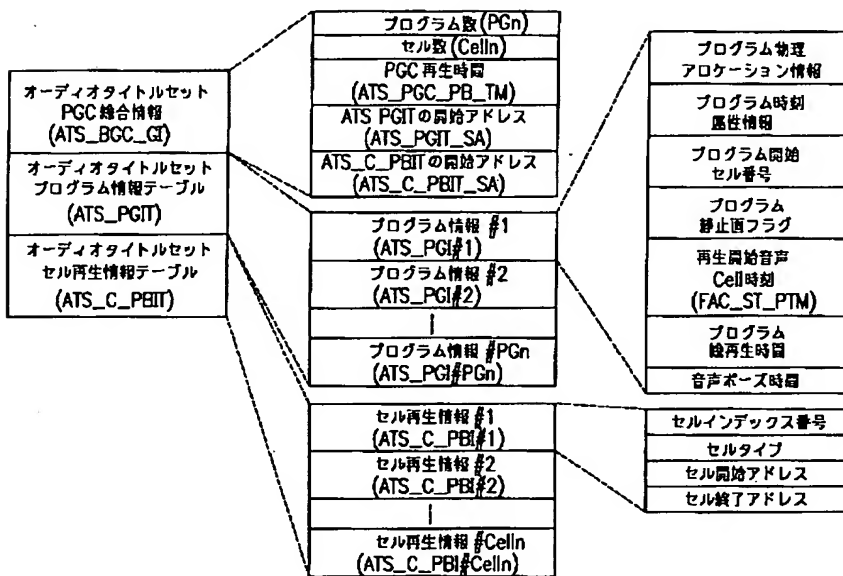 オーディオタイトルセット
PGC総合情報
(ATS_BGC_GI)
オーディオタイトルセット
プログラム情報テーブル
(ATS_PGIT)
オーディオタイトルセット
セル再生情報テーブル
(ATS_C_PBIT)
プログラム数(PGn)
セル数(Celln)
PGC再生時間
(ATS_PGC_PB_TM)
ATS PGITの開始アドレス
(ATS_PGIT_SA)
ATS_C_PBITの開始アドレス
(ATS_C_PBIT_SA)
プログラム情報 #1
(ATS_PGI#1)
プログラム情報 #2
(ATS_PGI#2)
プログラム情報 #PGn
(ATS_PGI#PGn)
セル再生情報 #1
(ATS_C_PBI#1)
セル再生情報 #2
(ATS_C_PBI#2)
セル再生情報 #Celln
(ATS_C_PBI#Celln)
プログラム物理
アロケーション情報
プログラム時刻
属性情報
プログラム開始
セル番号
プログラム
静止画フラグ
再生開始音声
Cell時刻
(FAC_ST_PTM)
プログラム
総再生時間
音声ポーズ時間
セルインデックス番号
セルタイプ
セル開始アドレス
セル終了アドレス